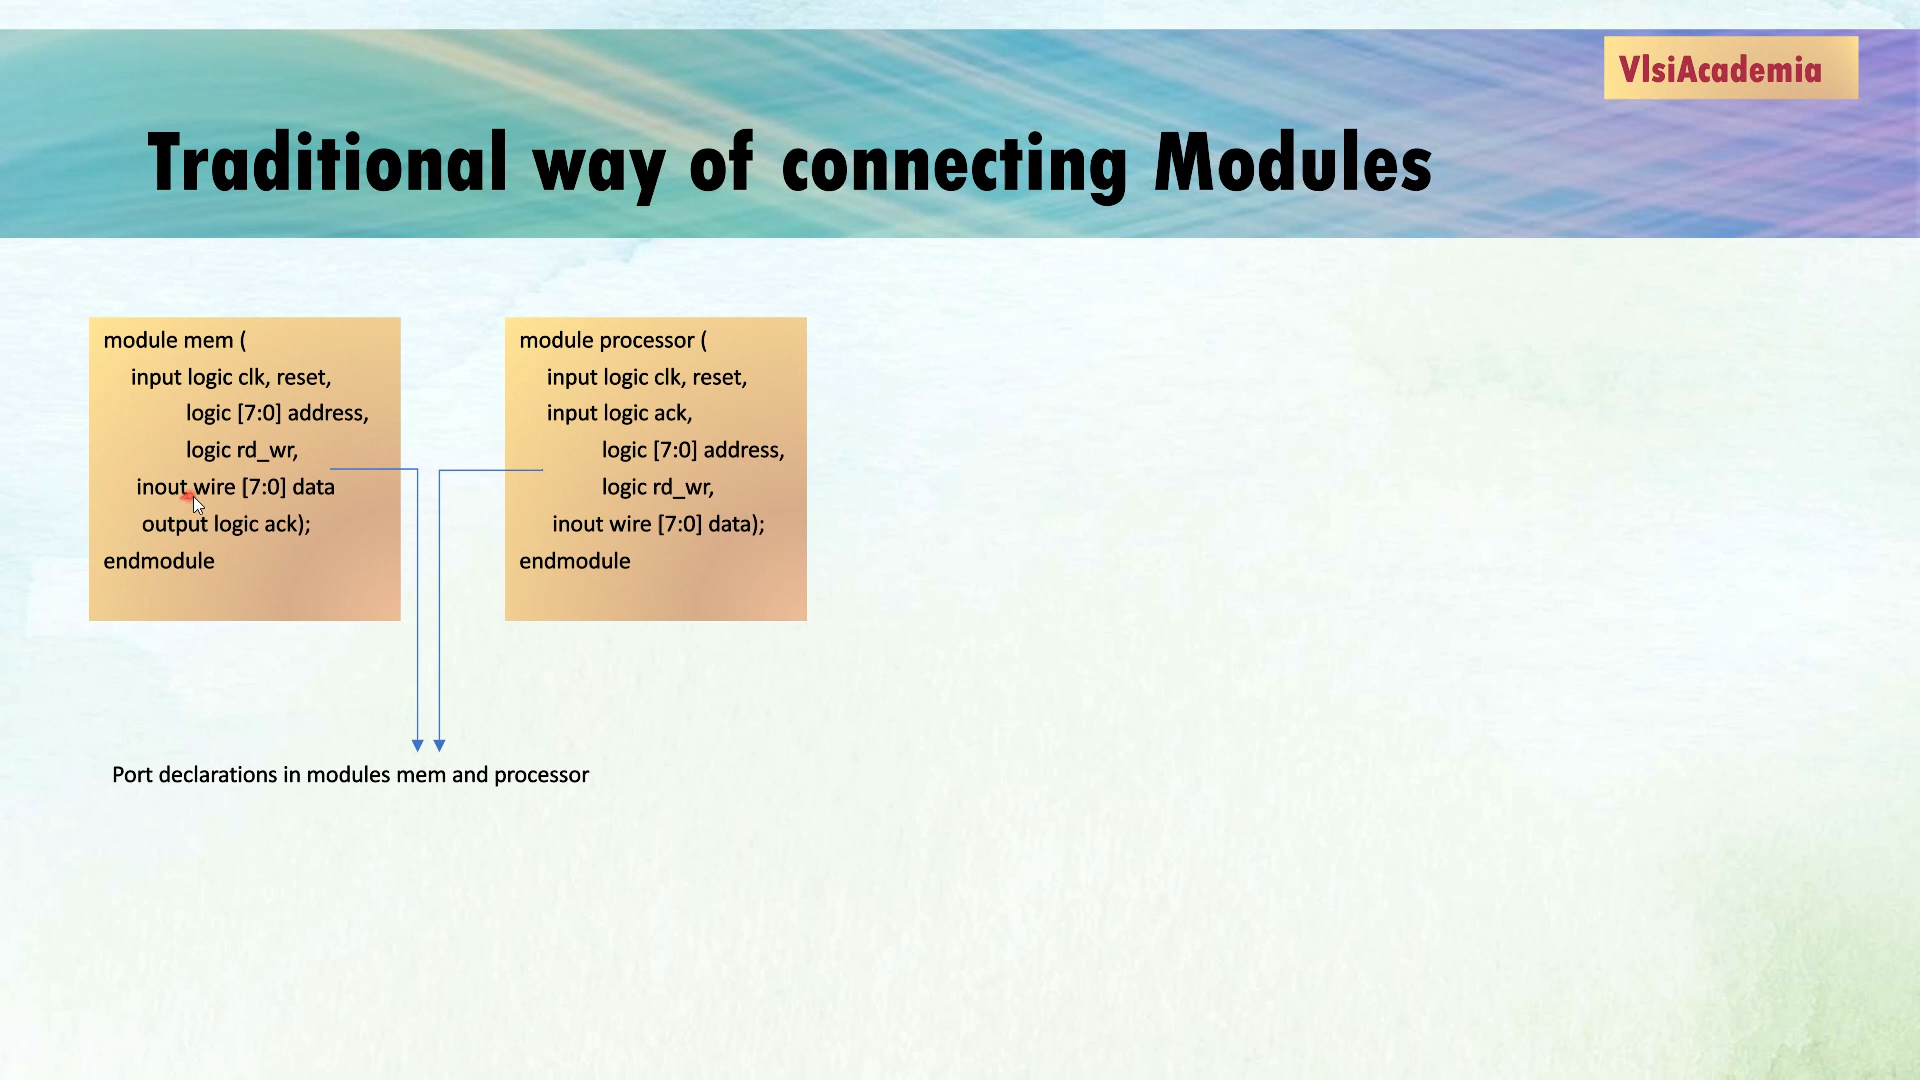 VlsiAcademia
Traditional way of connecting Modules
module mem (
input logic clk, reset,
logic [7:0] address,
logic rd_wr,
inout wire [7:0] data
output logic ack);
endmodule
module processor (
input logic clk, reset,
input logic ack,
logic [7:0] address,
logic rd_wr,
inout wire [7:0] data);
endmodule
Port declarations in modules mem and processor